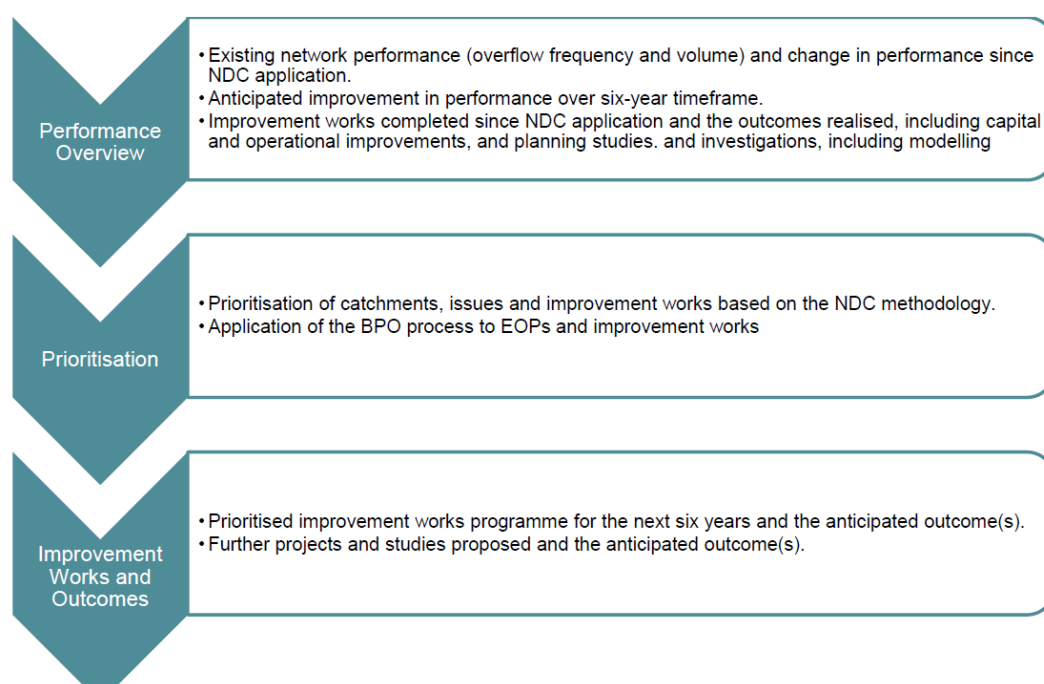 Performance
Overview
• Existing network performance (overflow frequency and volume) and change in performance since
NDC application.
• Anticipated improvement in performance over six-year timeframe.
• Improvement works completed since NDC application and the outcomes realised, including capital
and operational improvements, and planning studies. and investigations, including modelling
Prioritisation
• Prioritisation of catchments, issues and improvement works based on the NDC methodology.
• Application of the BPO process to EOPs and improvement works
Improvement
Works and
Outcomes
• Prioritised improvement works programme for the next six years and the anticipated outcome(s).
• Further projects and studies proposed and the anticipated outcome(s).